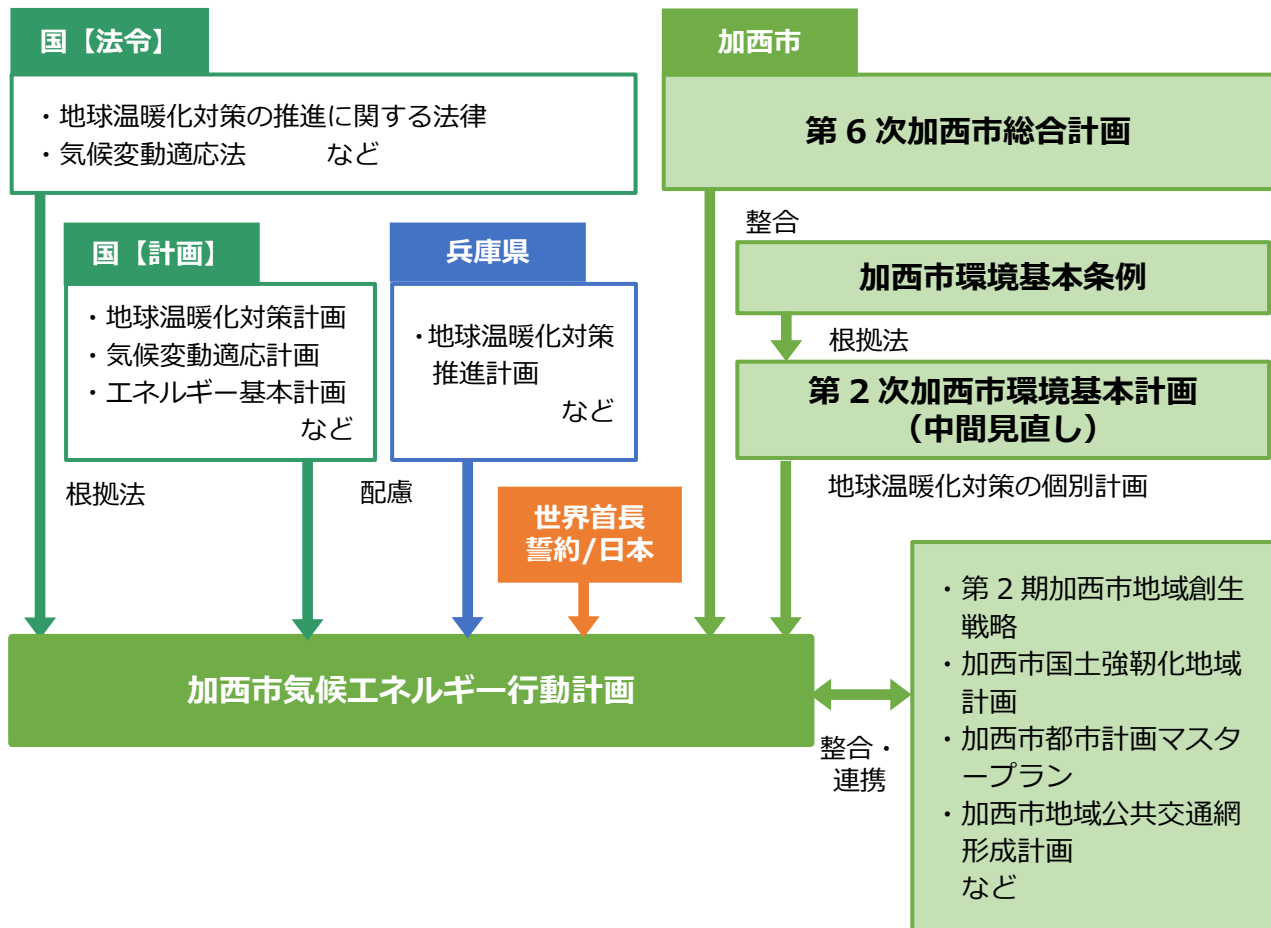 国【法令】
・地球温暖化対策の推進に関する法律
・気候変動適応法　など
国【計画】
・地球温暖化対策計画
・気候変動適応計画
・エネルギー基本計画
など
兵庫県
・地球温暖化対策
推進計画
など
根拠法
配慮
世界首長
誓約/日本
加西市
第6次加西市総合計画
整合
加西市環境基本条例
根拠法
第2次加西市環境基本計画
（中間見直し）
地球温暖化対策の個別計画
加西市気候エネルギー行動計画
整合・
連携
・第2期加西市地域創生
戦略
・加西市国土強靭化地域
計画
・加西市都市計画マスタ
ープラン
・加西市地域公共交通網
形成計画
など